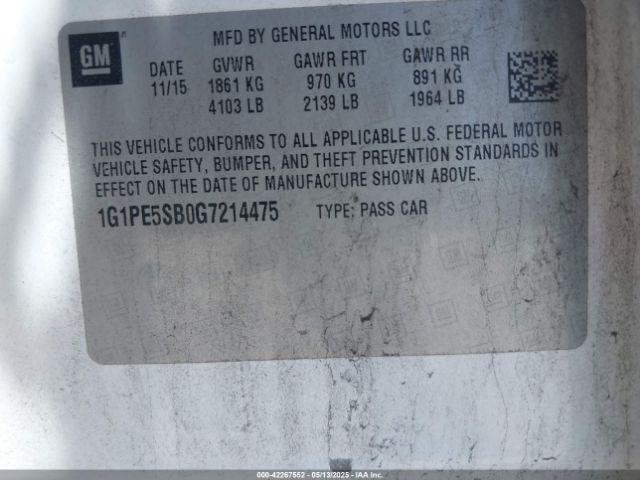 GM
MFD BY GENERAL MOTORS LLC
DATE GVWR GAWR FRT GAWR RR
11/15 1861 KG 970 KG 891 KG
4103 LB 2139 LB 1964 LB
THIS VEHICLE CONFORMS TO ALL APPLICABLE U.S. FEDERAL MOTOR
VEHICLE SAFETY, BUMPER, AND THEFT PREVENTION STANDARDS IN
EFFECT ON THE DATE OF MANUFACTURE SHOWN ABOVE.
1G1PE5SB0G7214475 TYPE: PASS CAR
000-42267552 - 05/13/2025 - IAAI.COM